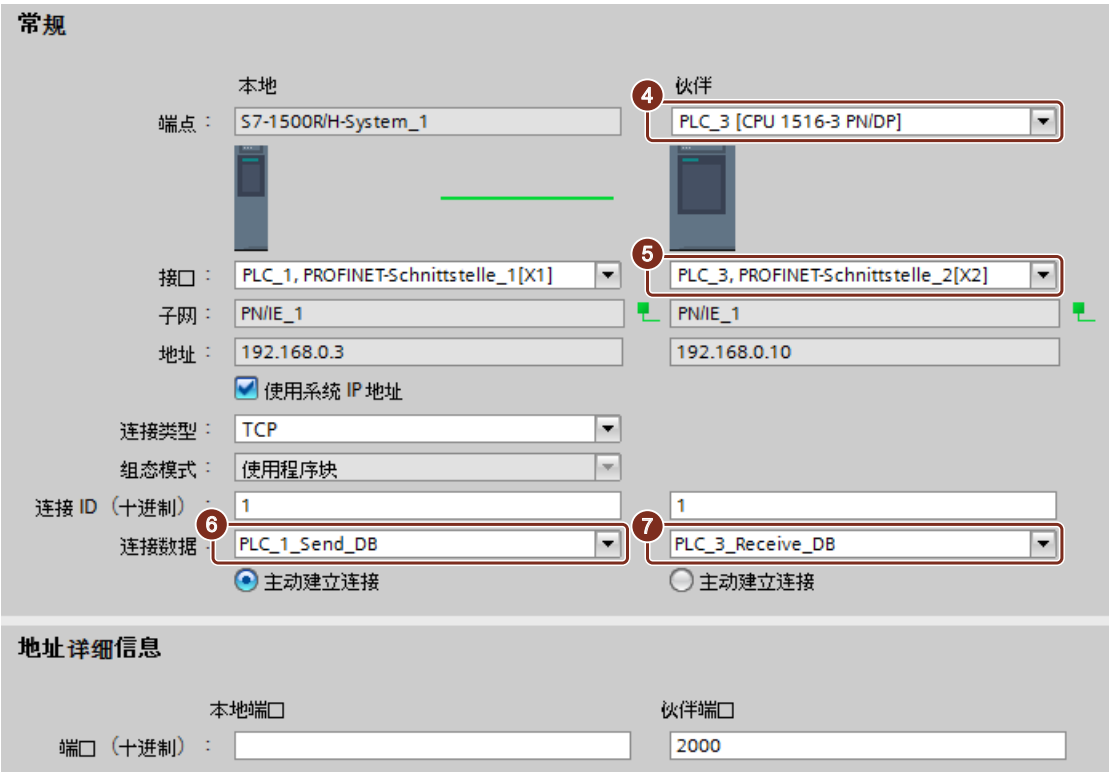 常规
本地 伙伴
端点： S7-1500R/H-System_1 4 PLC_3 [CPU 1516-3 PN/DP]
5
接口： PLC_1, PROFINET-Schnittstelle_1[X1] PLC_3, PROFINET-Schnittstelle_2[X2]
子网： PN/IE_1 PN/IE_1
地址： 192.168.0.3 192.168.0.10
使用系统 IP 地址
连接类型： TCP
组态模式： 使用程序块
连接 ID（十进制）： 1 1
连接数据： 6 PLC_1_Send_DB 7 PLC_3_Receive_DB
主动建立连接 主动建立连接
地址详细信息
本地端口 伙伴端口
端口（十进制）： 2000